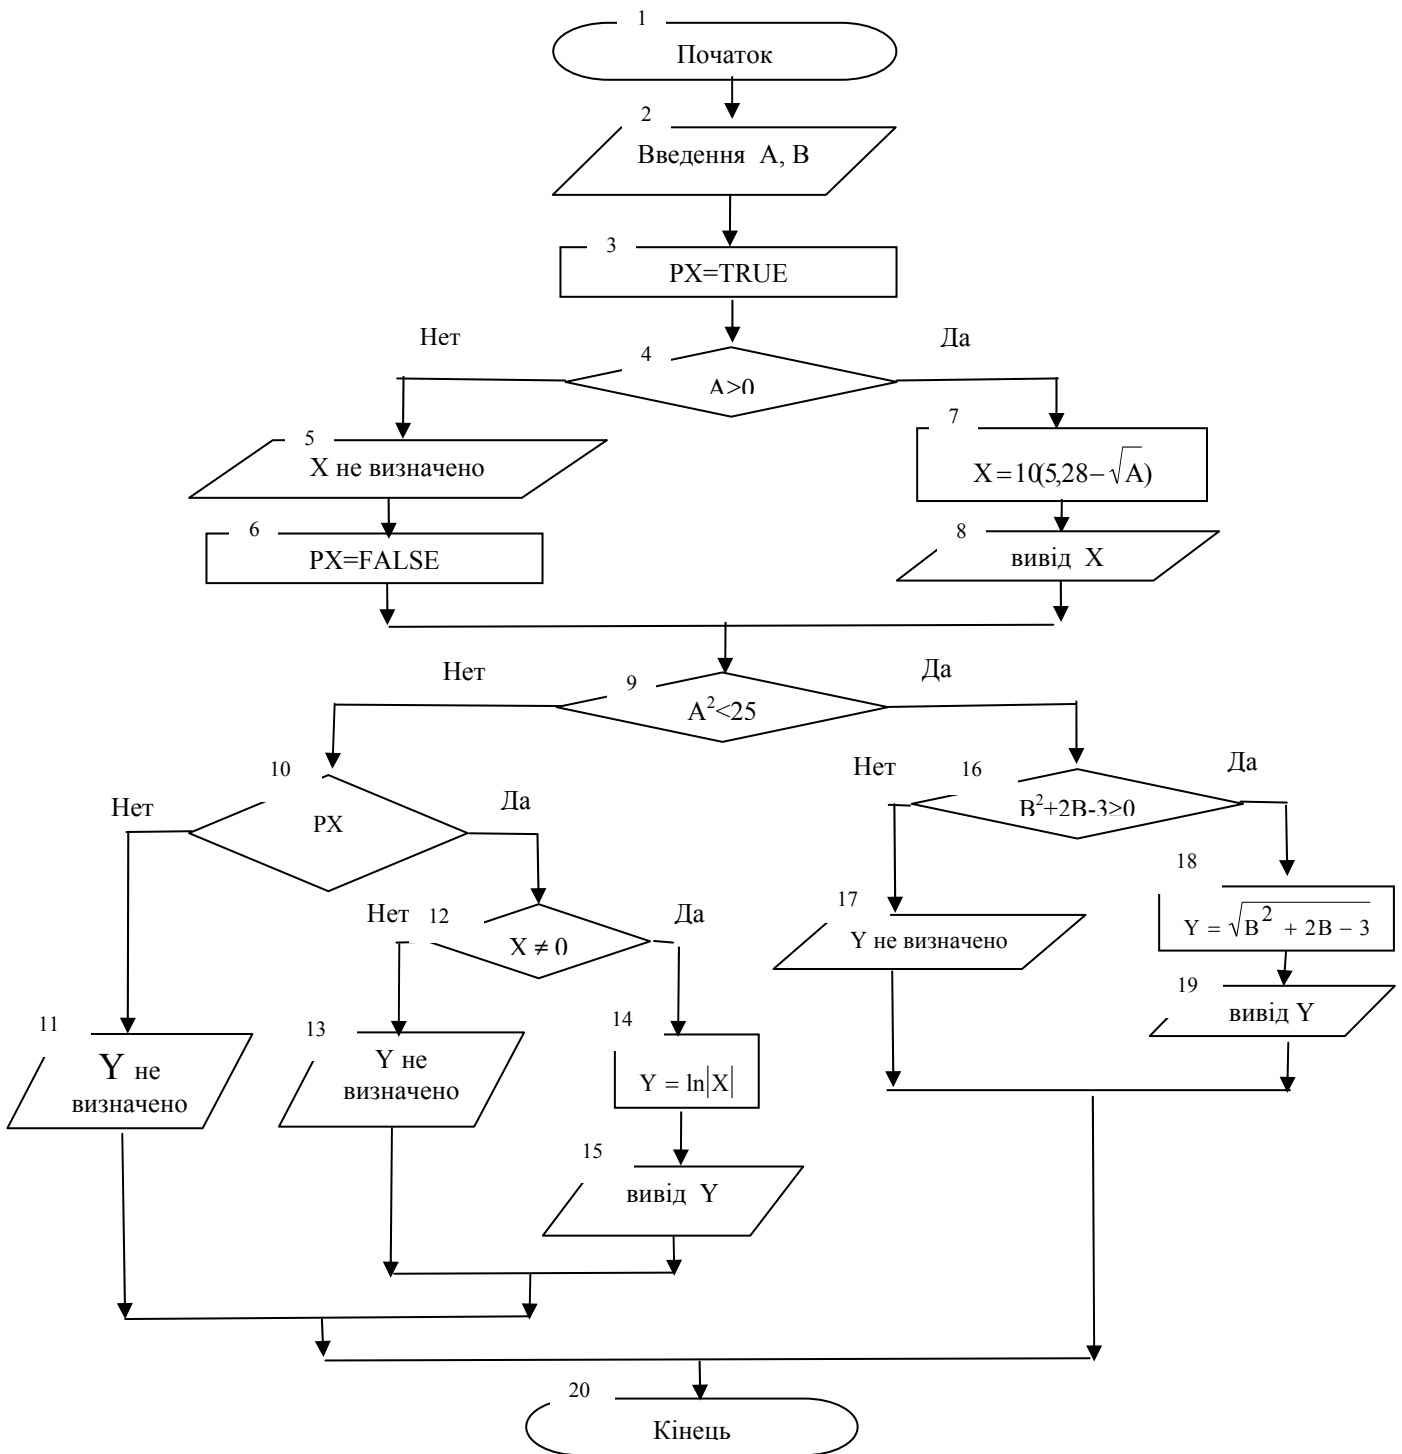 1
Початок
2
Введення А, В
3
PX=TRUE
Нет
4
Да
A>0
5
X не визначено
7
X=10(5,28−√A)
6
PX=FALSE
8
вивід X
Нет
9
Да
A²<25
10
Нет
PX
Да
Нет
16
Да
B²+2B-3≥0
Нет
12
Да
X ≠ 0
17
Y не визначено
18
Y = √B² + 2B − 3
11
Y не
визначено
13
Y не
визначено
14
Y = ln|X|
19
вивід Y
15
вивід Y
20
Кінець